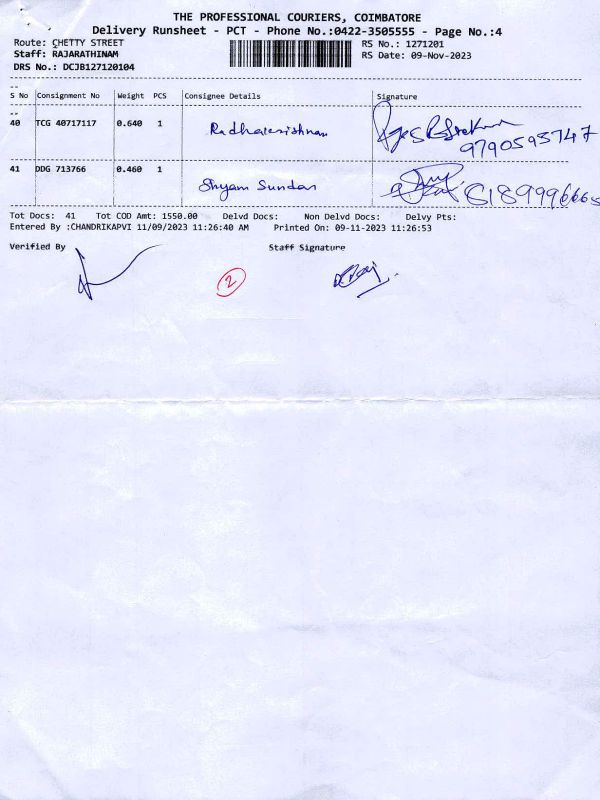 THE PROFESSIONAL COURIERS, COIMBATORE
Delivery Runsheet - PCT - Phone No.:0422-3505555 - Page No.:4
Route: CHETTY STREET RS No.: 1271201
Staff: RAJARATHINAM RS Date: 09-Nov-2023
DRS No.: DCJB127120104
S No Consignment No Weight PCS Consignee Details Signature
40 TCG 40717117 0.640 1 Radhakrishnan
9790593747
41 DDG 713766 0.460 1 Shyam Sundar
Tot Docs: 41 Tot COD Amt: 1550.00 Delvd Docs: Non Delvd Docs: Delvy Pts:
Entered By :CHANDRIKAPVI 11/09/2023 11:26:40 AM Printed On: 09-11-2023 11:26:53
Verified By Staff Signature
2